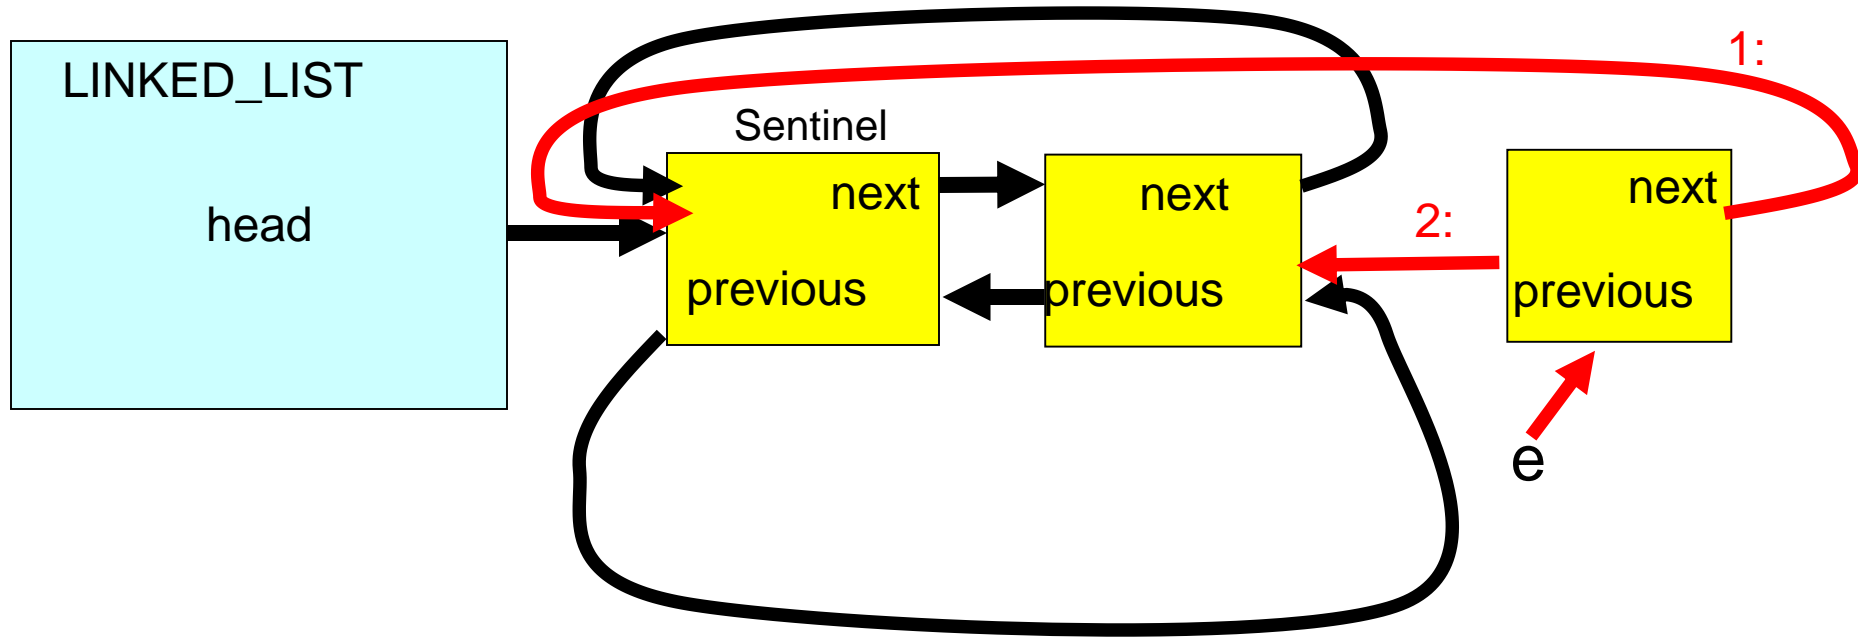 LINKED_LIST
head
Sentinel
next
previous
next
previous
1:
2:
next
previous
e